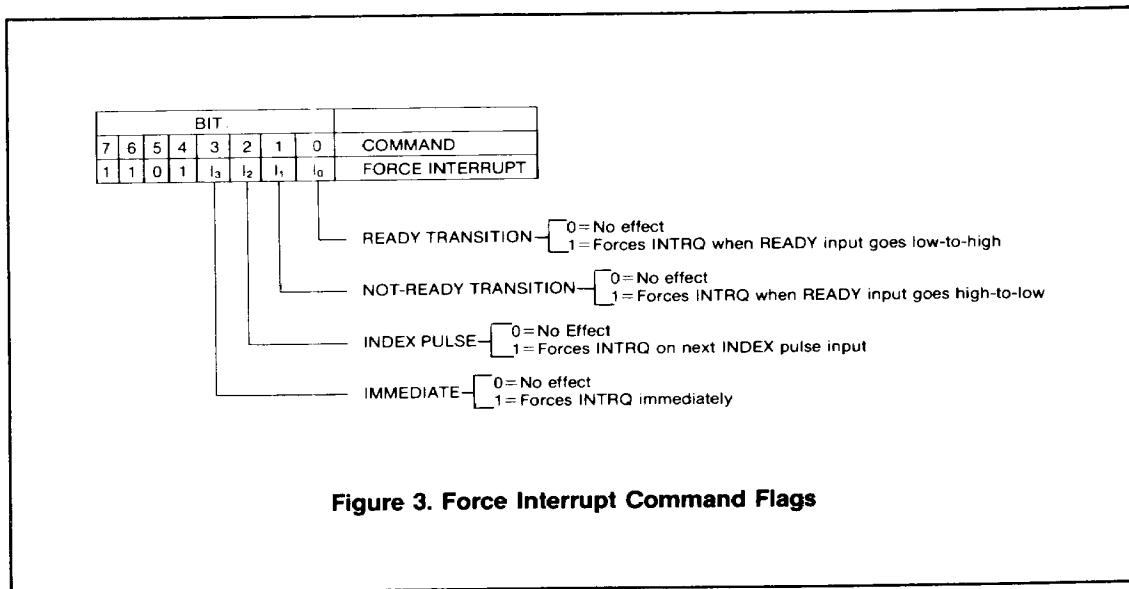 BIT
7 6 5 4 3 2 1 0 COMMAND
1 1 0 1 I₃ I₂ I₁ I₀ FORCE INTERRUPT
READY TRANSITION 0=No effect
1=Forces INTRQ when READY input goes low-to-high
NOT-READY TRANSITION 0=No effect
1=Forces INTRQ when READY input goes high-to-low
INDEX PULSE 0=No Effect
1=Forces INTRQ on next INDEX pulse input
IMMEDIATE 0=No effect
1=Forces INTRQ immediately
Figure 3. Force Interrupt Command Flags